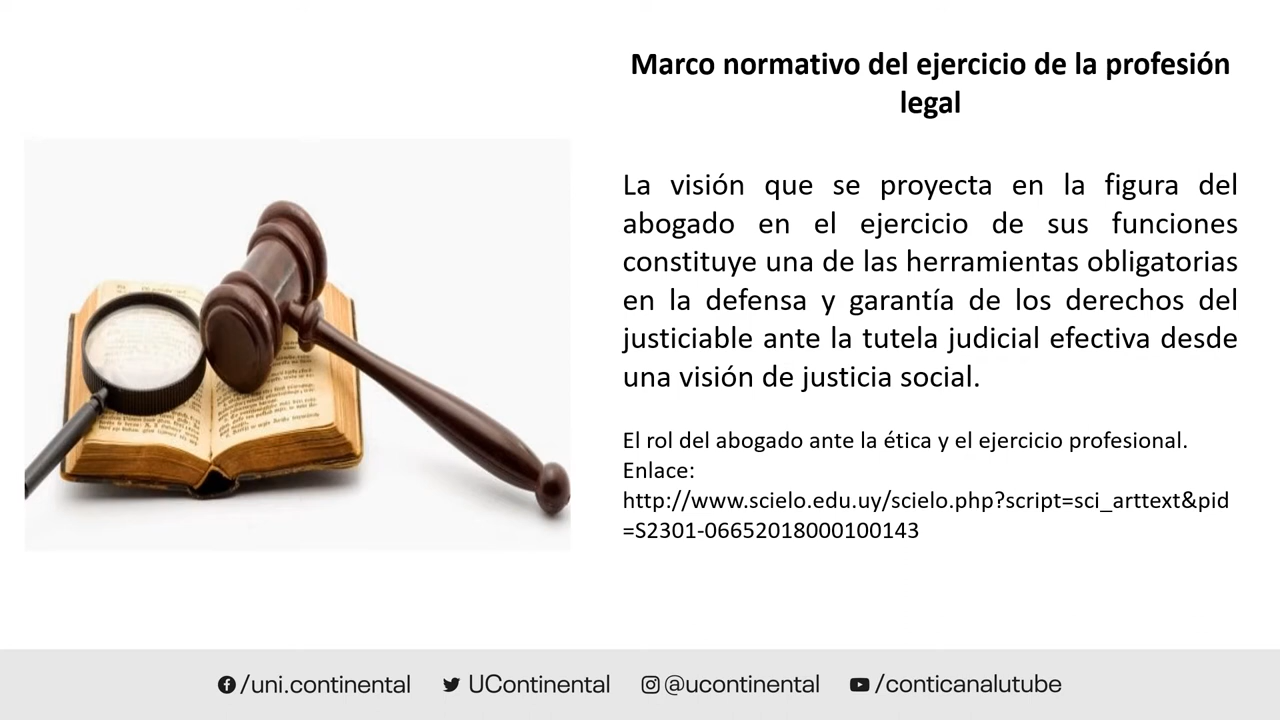 Marco normativo del ejercicio de la profesión
legal
La visión que se proyecta en la figura del
abogado en el ejercicio de sus funciones
constituye una de las herramientas obligatorias
en la defensa y garantía de los derechos del
justiciable ante la tutela judicial efectiva desde
una visión de justicia social.
El rol del abogado ante la ética y el ejercicio profesional.
Enlace:
http://www.scielo.edu.uy/scielo.php?script=sci_arttext&pid
=S2301-06652018000100143
/uni.continental UContinental @ucontinental /conticanalutube